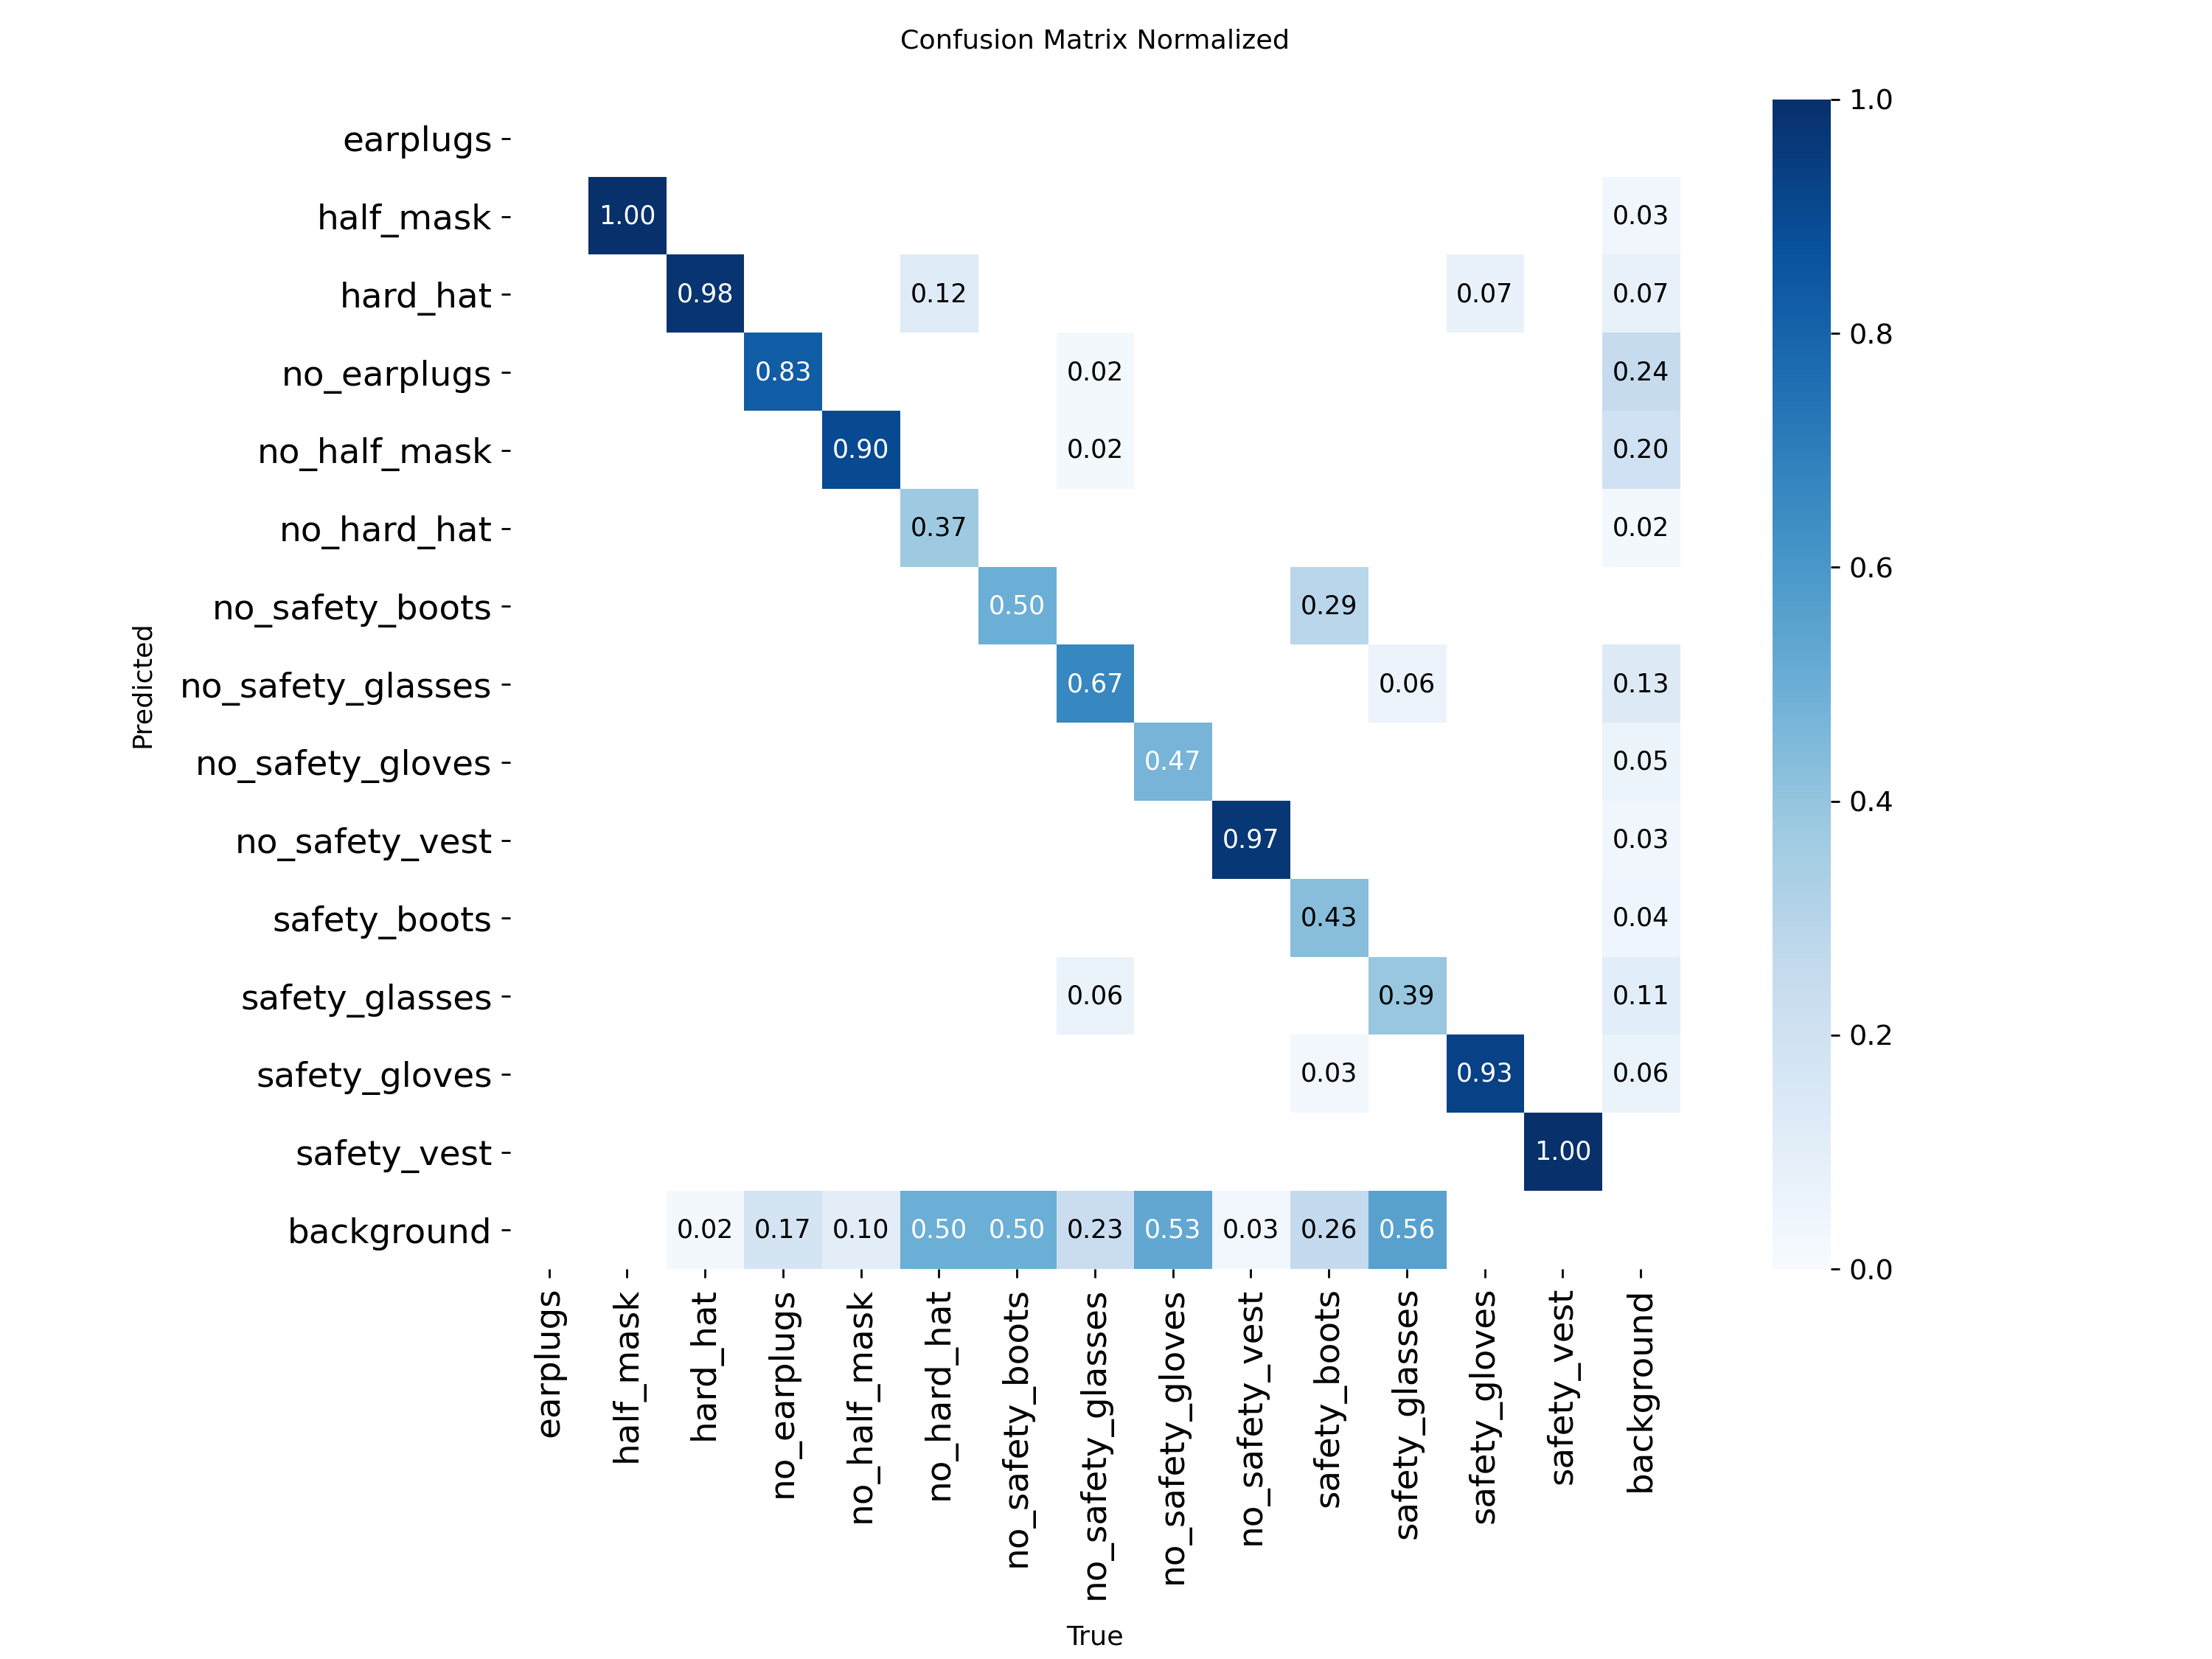 Confusion Matrix Normalized
1.0
earplugs
half_mask 1.00 0.03
hard_hat 0.98 0.12 0.07 0.07
0.8
no_earplugs 0.83 0.02 0.24
no_half_mask 0.90 0.02 0.20
no_hard_hat 0.37 0.02
0.6
no_safety_boots 0.50 0.29
Predicted
no_safety_glasses 0.67 0.06 0.13
no_safety_gloves 0.47 0.05
0.4
no_safety_vest 0.97 0.03
safety_boots 0.43 0.04
safety_glasses 0.06 0.39 0.11
0.2
safety_gloves 0.03 0.93 0.06
safety_vest 1.00
background 0.02 0.17 0.10 0.50 0.50 0.23 0.53 0.03 0.26 0.56
0.0
earplugs
half_mask
hard_hat
no_earplugs
no_half_mask
no_hard_hat
no_safety_boots
no_safety_glasses
no_safety_gloves
no_safety_vest
safety_boots
safety_glasses
safety_gloves
safety_vest
background
True